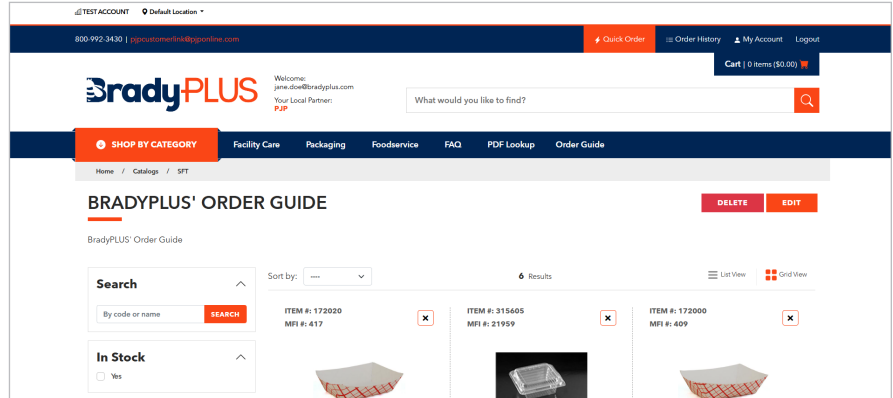 TEST ACCOUNT Default Location
800-992-3430 | pjpcustomerlink@pjponline.com Quick Order Order History My Account Logout
Cart | 0 items ($0.00)
BradyPLUS
Welcome:
jane.doe@bradyplus.com
Your Local Partner:
PJP
What would you like to find?
SHOP BY CATEGORY Facility Care Packaging Foodservice FAQ PDF Lookup Order Guide
Home / Catalogs / SFT
BRADYPLUS' ORDER GUIDE DELETE EDIT
BradyPLUS' Order Guide
Search
By code or name SEARCH
In Stock
Yes
Sort by: ---- 6 Results List View Grid View
ITEM #: 172020
MFI #: 417
ITEM #: 315605
MFI #: 21959
ITEM #: 172000
MFI #: 409